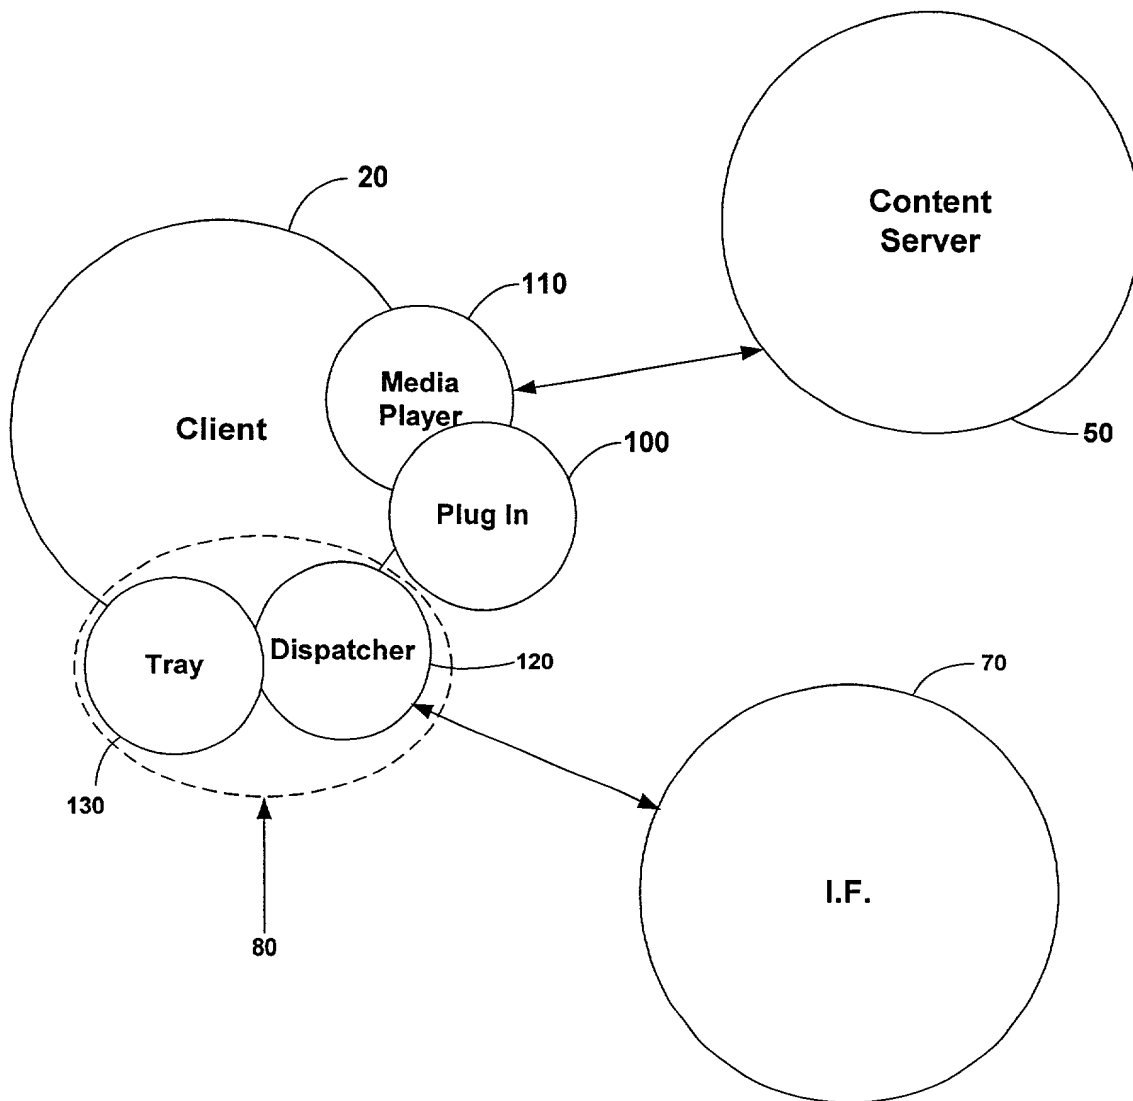 Content
Server
20
110
Media
Player
Client
100
50
Plug In
Dispatcher
120
Tray
70
130
I.F.
80